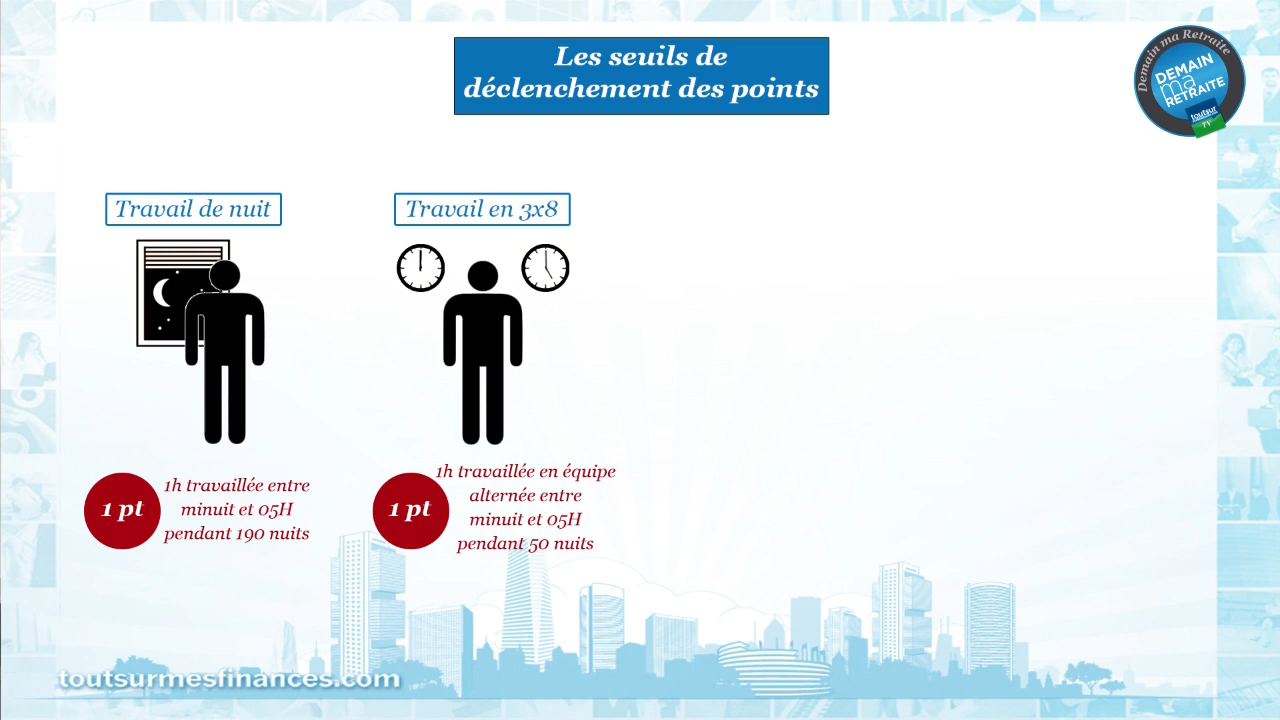 Les seuils de
déclenchement des points
Demain ma Retraite
DEMAIN
ma
RETRAITE
toutsur
Travail de nuit
Travail en 3x8
1 pt
1h travaillée entre
minuit et 05H
pendant 190 nuits
1 pt
1h travaillée en équipe
alternée entre
minuit et 05H
pendant 50 nuits
toutsurmesfinances.com